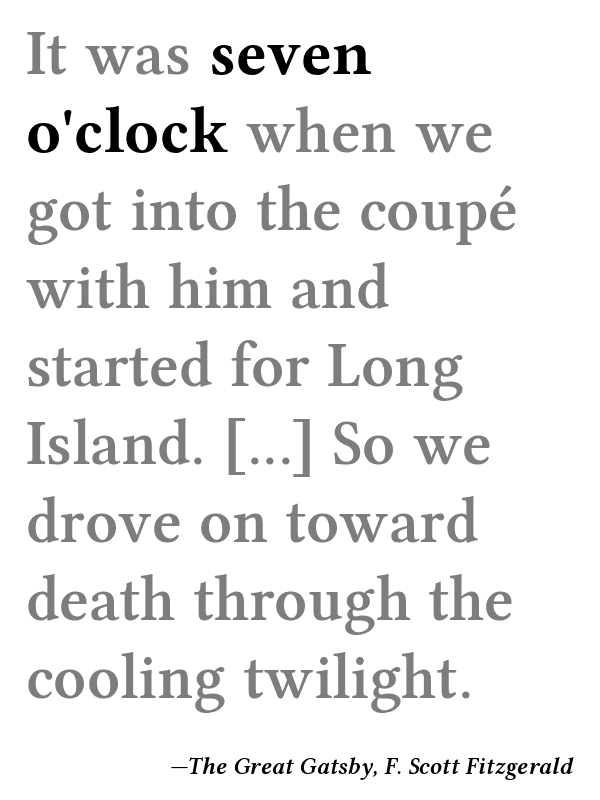 It was seven
o'clock when we
got into the coupé
with him and
started for Long
Island. [...] So we
drove on toward
death through the
cooling twilight.
—The Great Gatsby, F. Scott Fitzgerald